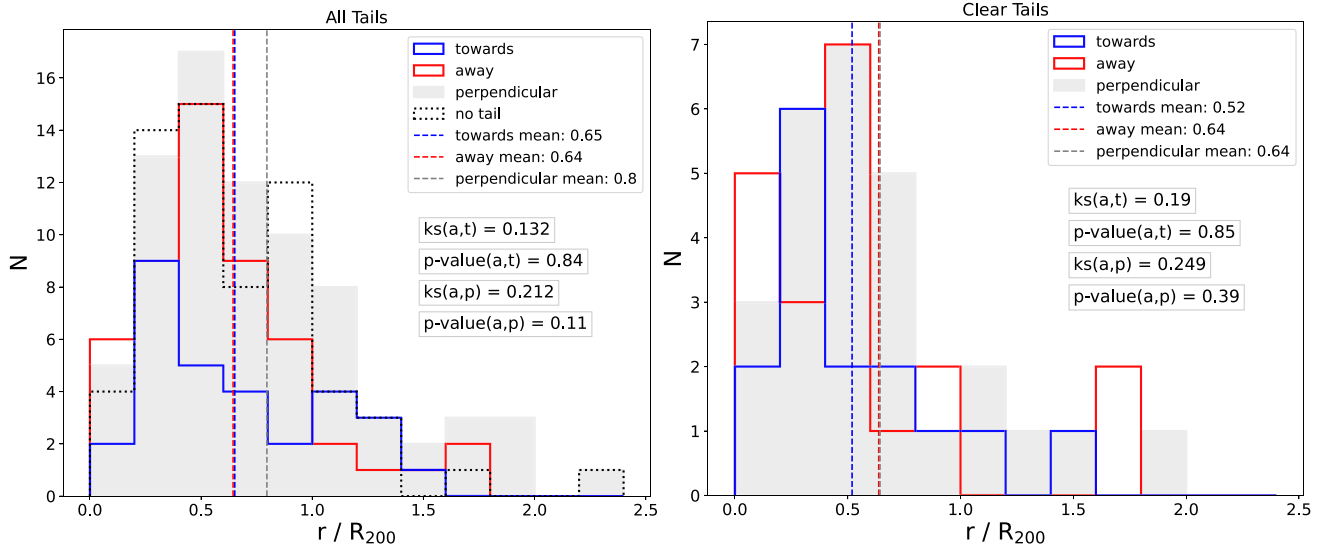 All Tails
N
16
14
12
10
8
6
4
2
0
0.0 0.5 1.0 1.5 2.0 2.5
r / R200
towards
away
perpendicular
no tail
towards mean: 0.65
away mean: 0.64
perpendicular mean: 0.8
ks(a,t) = 0.132
p-value(a,t) = 0.84
ks(a,p) = 0.212
p-value(a,p) = 0.11
Clear Tails
N
7
6
5
4
3
2
1
0
0.0 0.5 1.0 1.5 2.0 2.5
r / R200
towards
away
perpendicular
towards mean: 0.52
away mean: 0.64
perpendicular mean: 0.64
ks(a,t) = 0.19
p-value(a,t) = 0.85
ks(a,p) = 0.249
p-value(a,p) = 0.39